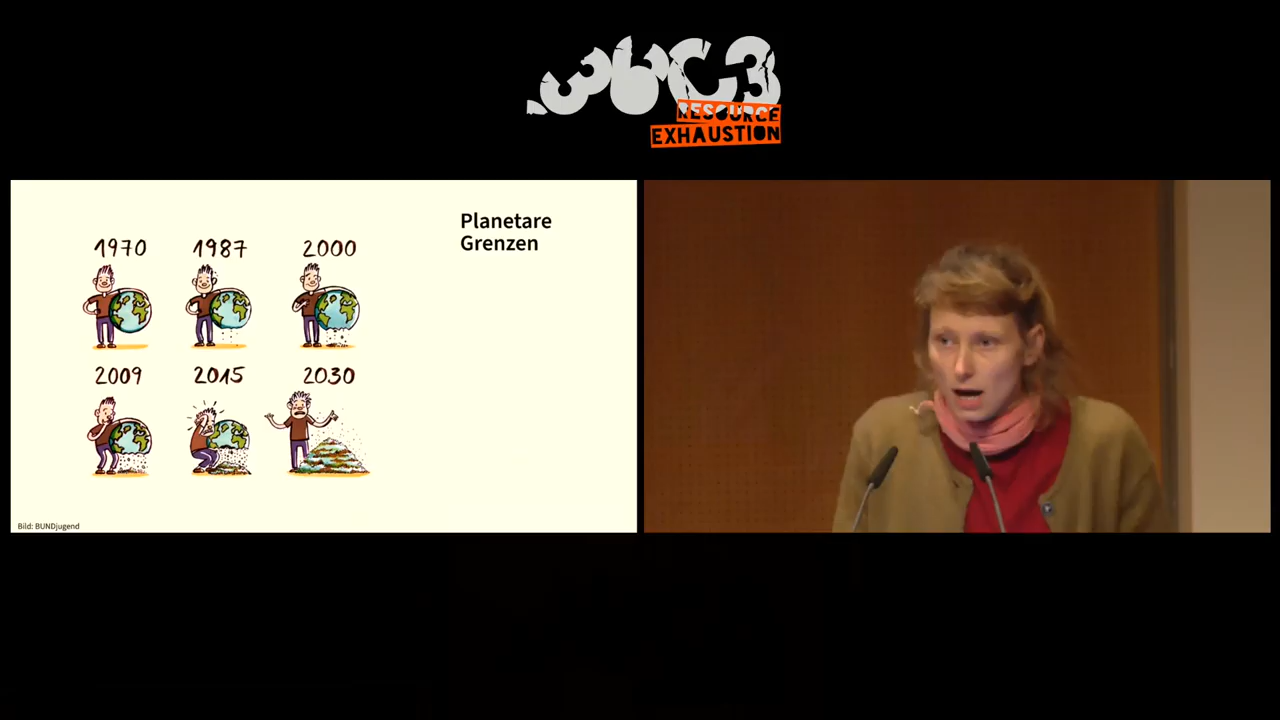 36C3
RESOURCE
EXHAUSTION
Planetare
Grenzen
1970 1987 2000
2009 2015 2030
Bild: BUNDjugend